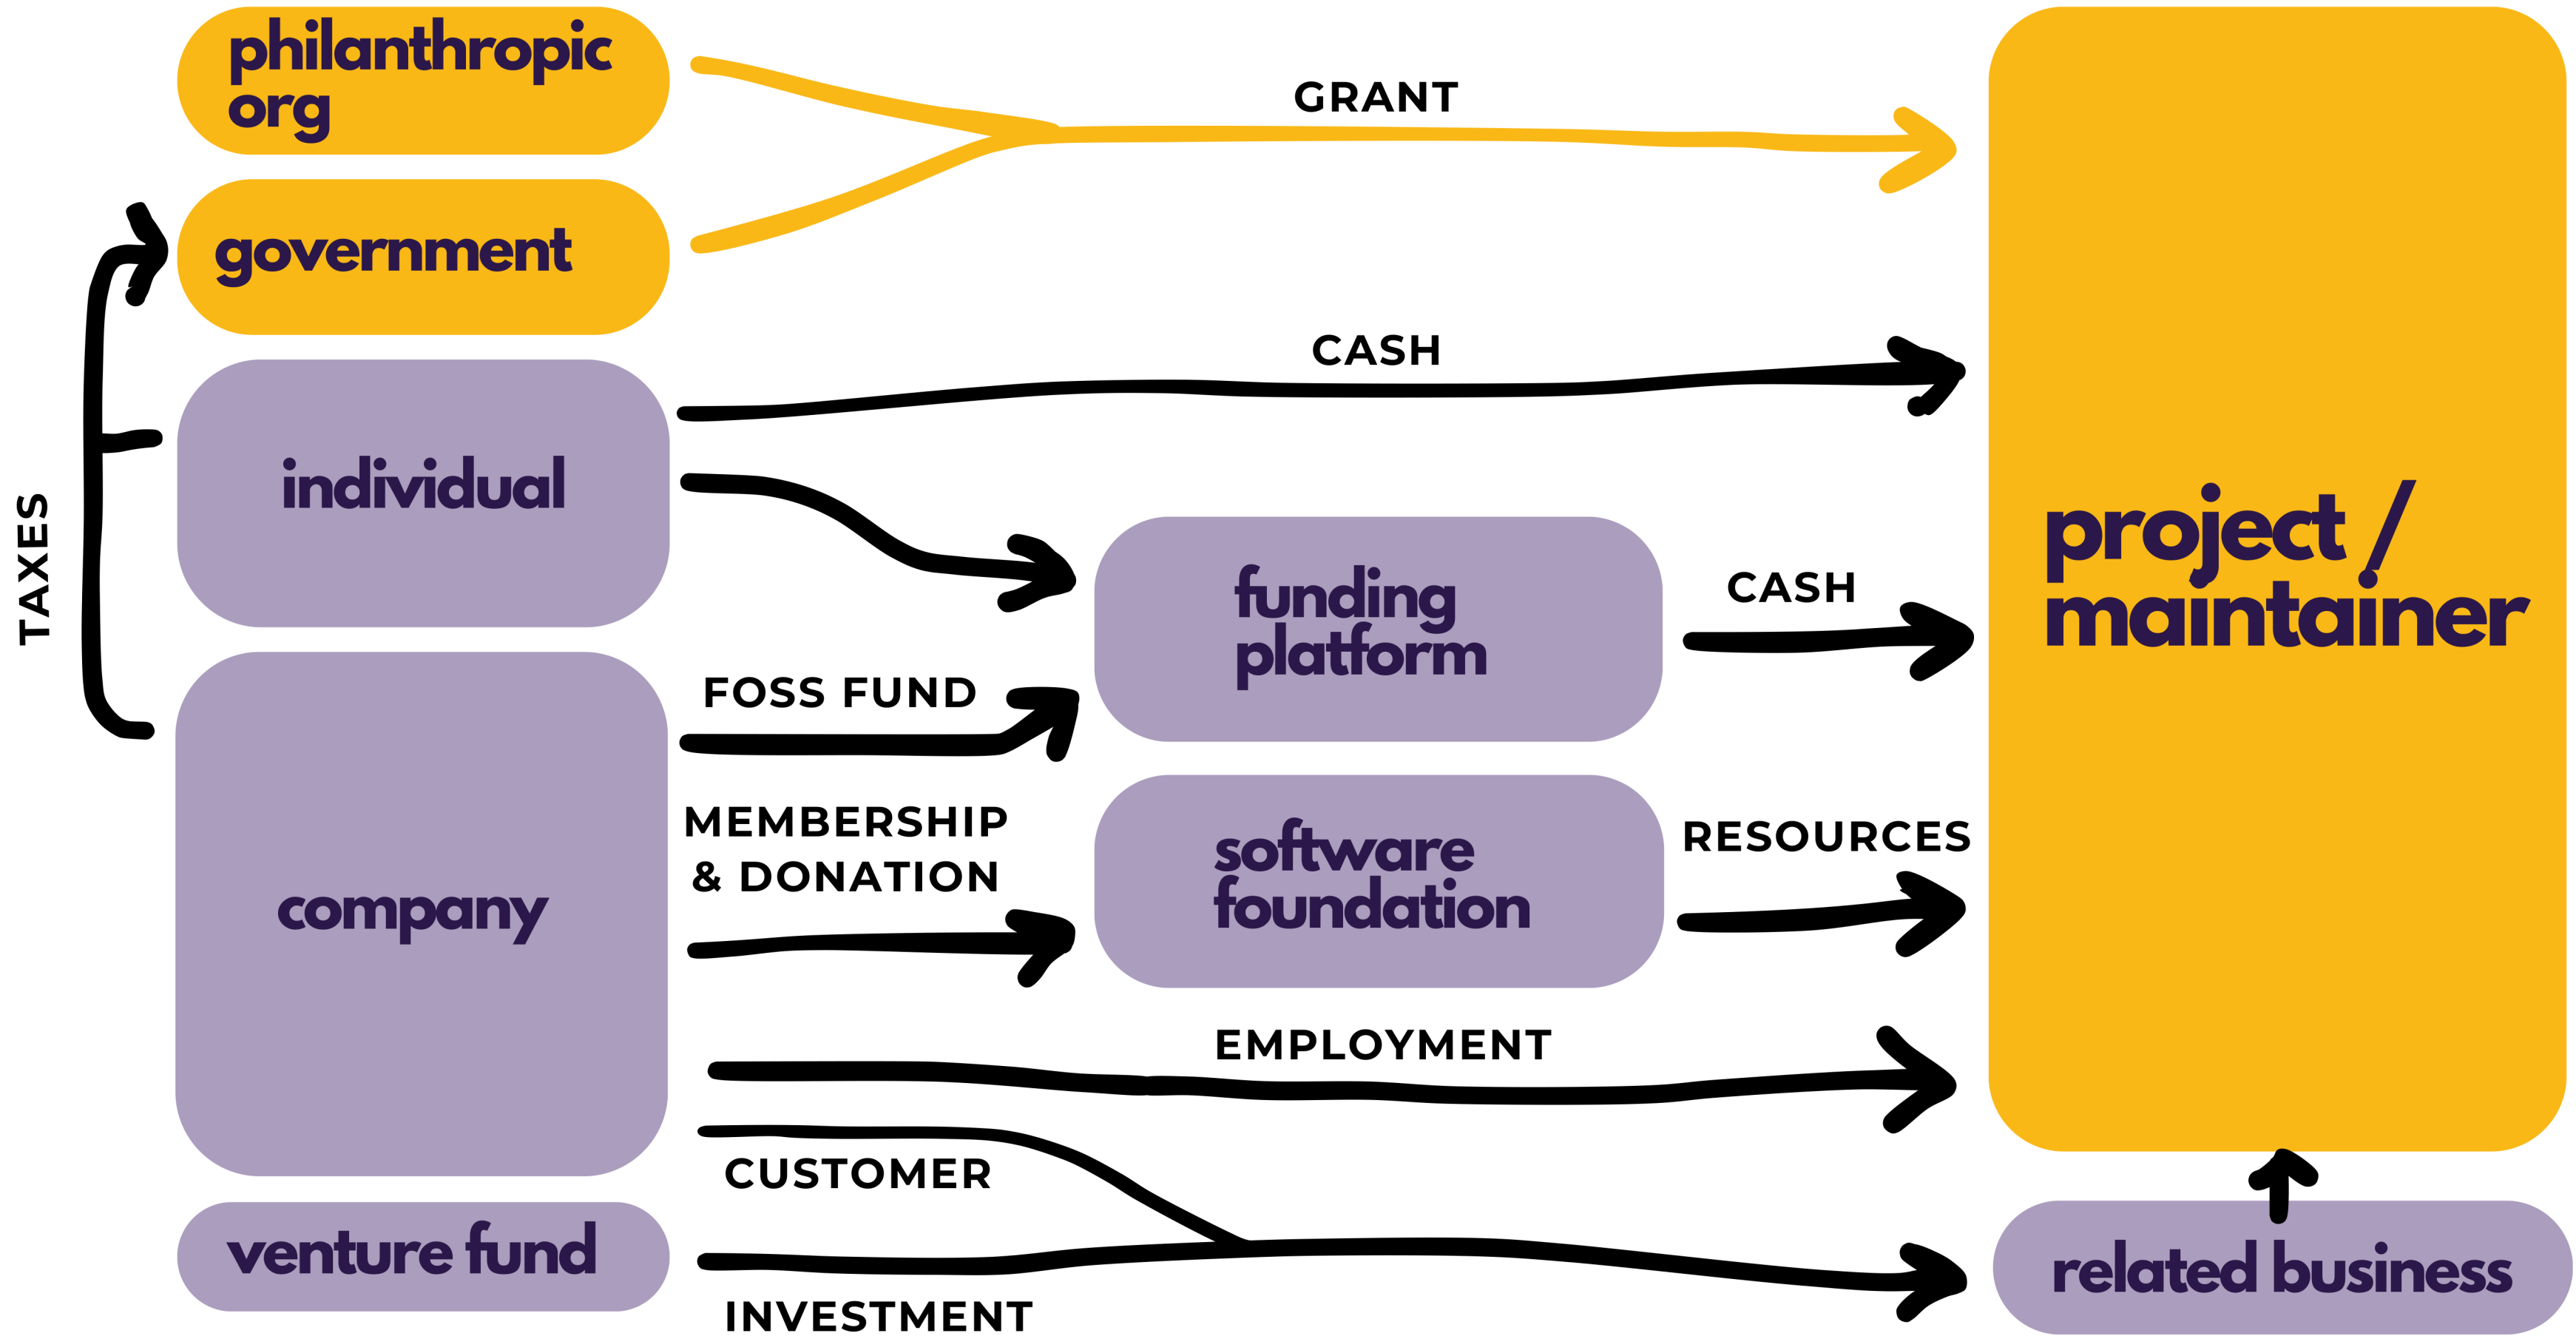 philanthropic
org
GRANT
government
CASH
individual
TAXES
funding
platform
CASH
project /
maintainer
FOSS FUND
MEMBERSHIP
& DONATION
software
foundation
RESOURCES
company
EMPLOYMENT
CUSTOMER
venture fund
INVESTMENT
related business